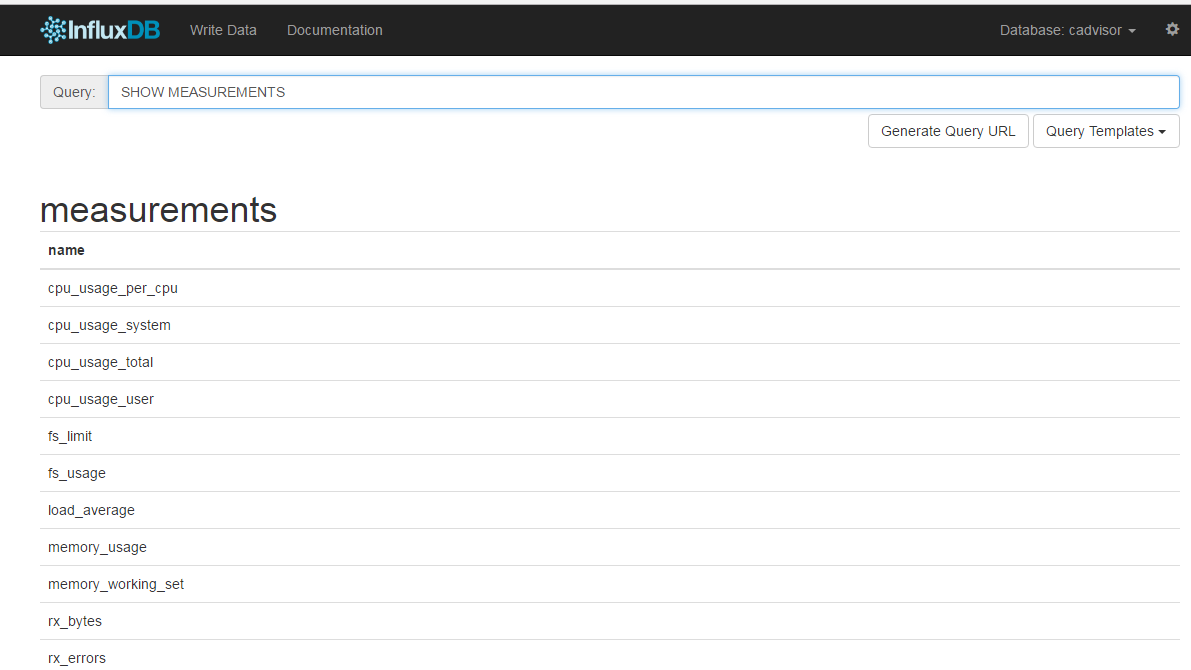 InfluxDB Write Data Documentation Database: cadvisor
Query: SHOW MEASUREMENTS
Generate Query URL Query Templates
measurements
name
cpu_usage_per_cpu
cpu_usage_system
cpu_usage_total
cpu_usage_user
fs_limit
fs_usage
load_average
memory_usage
memory_working_set
rx_bytes
rx_errors